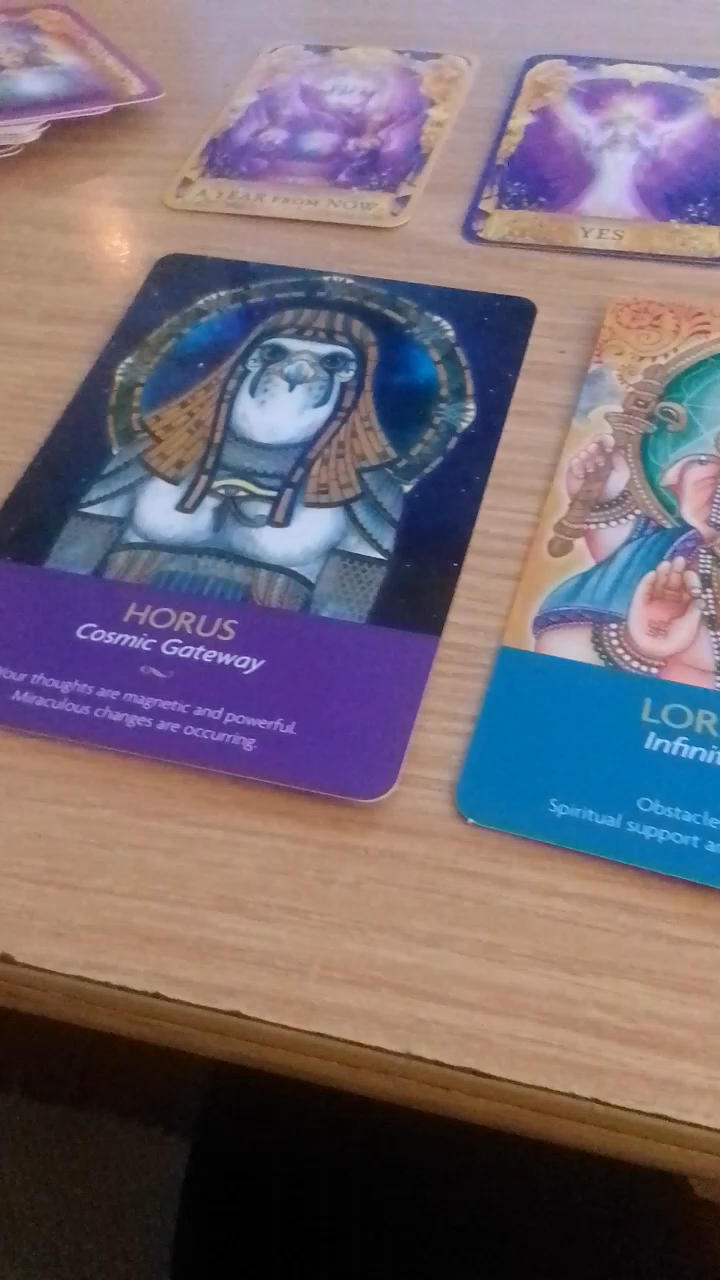 A YEAR FROM NOW
YES
HORUS
Cosmic Gateway
Your thoughts are magnetic and powerful.
Miraculous changes are occurring.
LOR
Infinit
Obstacle
Spiritual support a